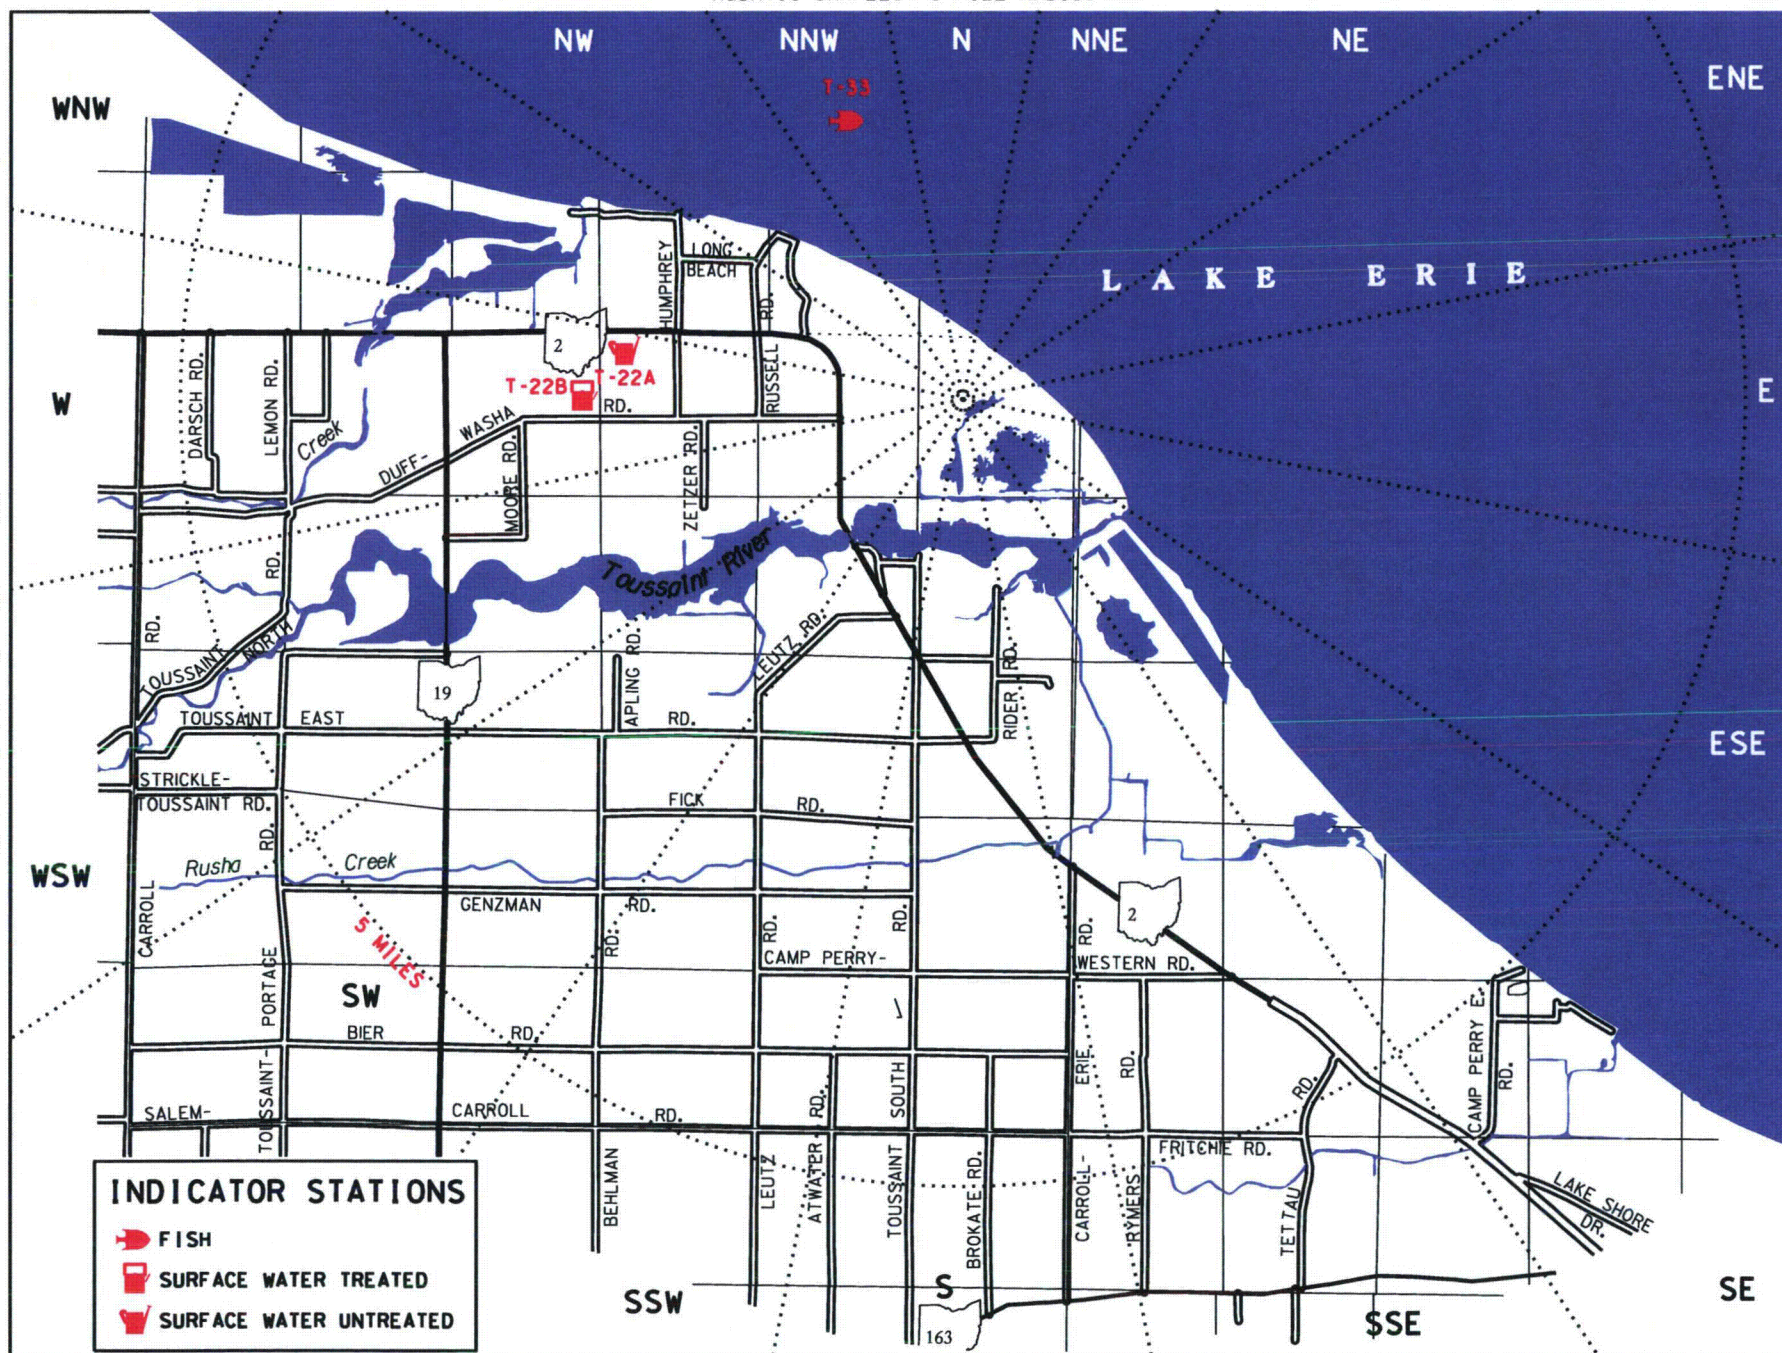 NW
NNW
N
NNE
NE
ENE
WNW
T-33
LAKE ERIE
HUMPHREY
LONG
BEACH
RD.
2
T-22A
T-22B
RUSSELL
W
E
DARSCH RD.
LEMON RD.
Creek
DUFF-
WASHA
RD.
MOORE RD.
ZETZER RD.
RD.
Toussaint River
RD.
TOUSSAINT
NORTH
LEUTZ RD.
APLING RD.
RIDER RD.
19
TOUSSAINT
EAST
RD.
ESE
STRICKLE-
TOUSSAINT RD.
FICK
RD.
RD.
Rusha
Creek
WSW
CARROLL
GENZMAN
RD.
5 MILES
2
RD.
RD.
RD.
RD.
CAMP PERRY-
WESTERN RD.
SW
PORTAGE
TOUSSAINT-
BIER
RD.
CAMP PERRY E.
RD.
ERIE
RD.
RD.
SALEM-
CARROLL
RD.
RD.
SOUTH
FRITCHIE RD.
BEHLMAN
LEUTZ
ATWATER
TOUSSAINT
BROKATE RD.
CARROLL-
RYMERS
TETTAU
LAKE SHORE
DR.
INDICATOR STATIONS
FISH
SURFACE WATER TREATED
SURFACE WATER UNTREATED
SSW
S
163
SSE
SE